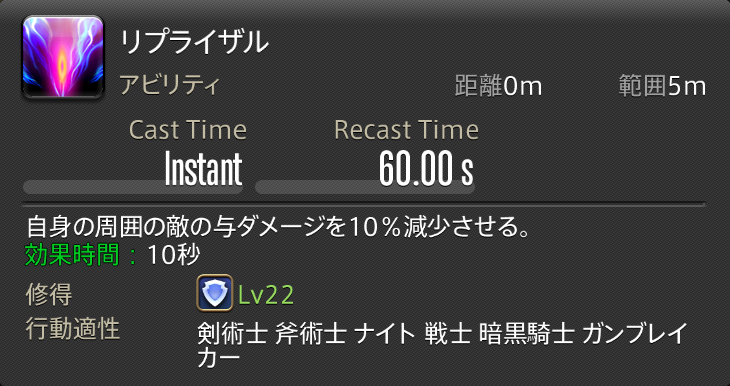 リプライザル
アビリティ 距離0m 範囲5m
Cast Time Recast Time
Instant 60.00 s
自身の周囲の敵の与ダメージを10％減少させる。
効果時間：10秒
修得 Lv22
行動適性 剣術士 斧術士 ナイト 戦士 暗黒騎士 ガンブレイ
カー